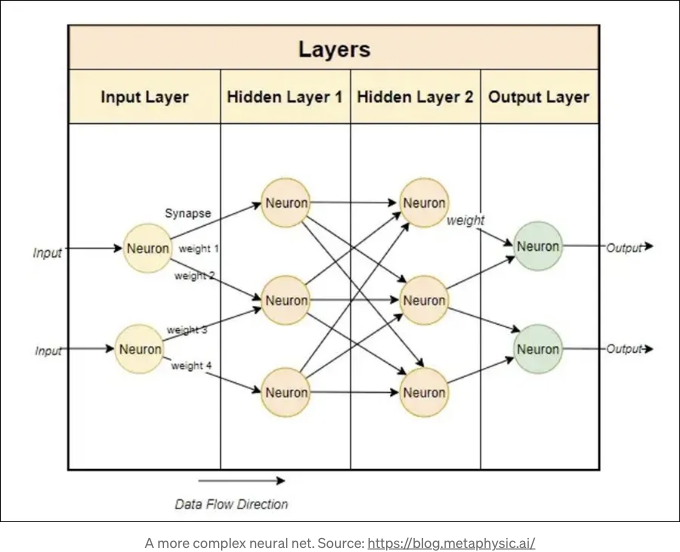 Layers
Input Layer
Hidden Layer 1
Hidden Layer 2
Output Layer
Neuron
Neuron
Synapse
weight
Input
Neuron
weight 1
Neuron
Output
weight 2
Neuron
Neuron
weight 3
Input
Neuron
Neuron
Output
weight 4
Neuron
Neuron
Data Flow Direction
A more complex neural net. Source: https://blog.metaphysic.ai/